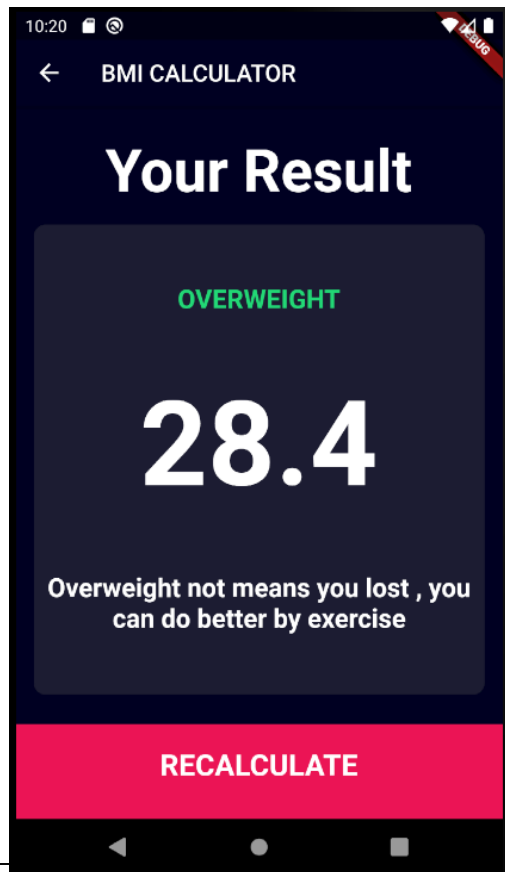 10:20
DEBUG
BMI CALCULATOR
Your Result
OVERWEIGHT
28.4
Overweight not means you lost , you
can do better by exercise
RECALCULATE